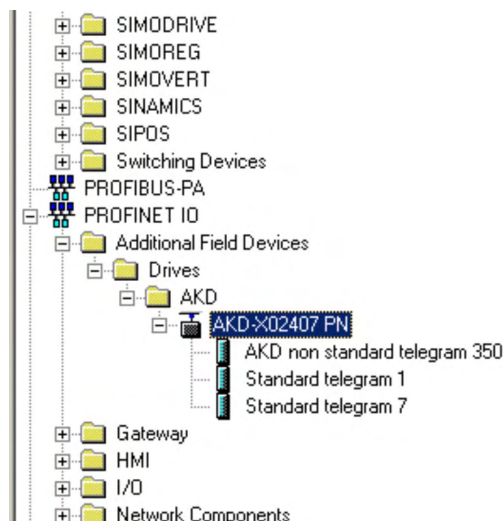 SIMODRIVE
SIMOREG
SIMOVERT
SINAMICS
SIPOS
Switching Devices
PROFIBUS-PA
PROFINET IO
Additional Field Devices
Drives
AKD
AKD-X02407 PN
AKD non standard telegram 350
Standard telegram 1
Standard telegram 7
Gateway
HMI
I/O
Network Components